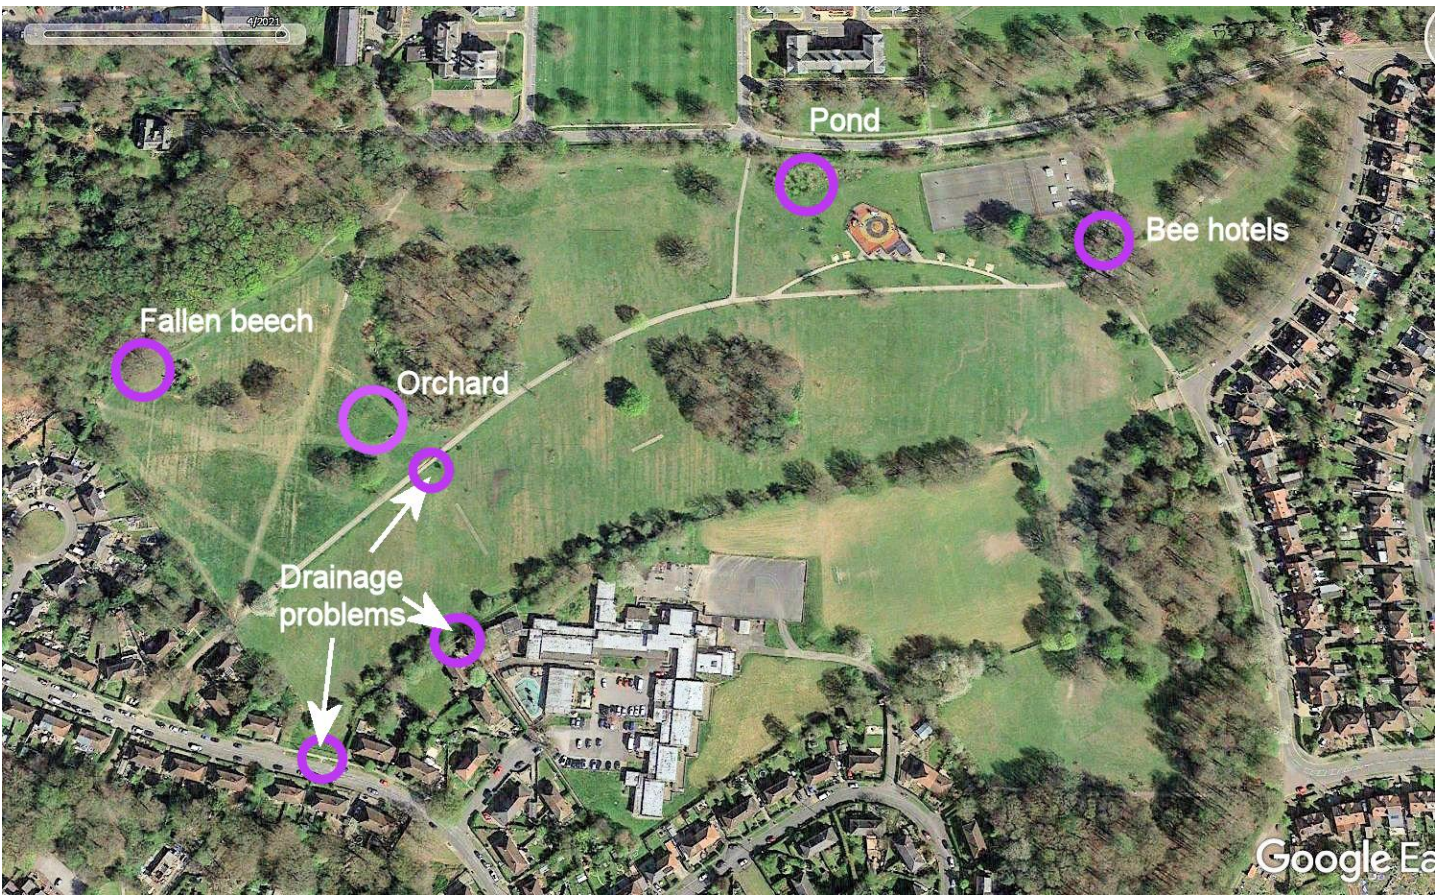 4/2021
Pond
Bee hotels
Fallen beech
Orchard
Drainage
problems
Google Ea